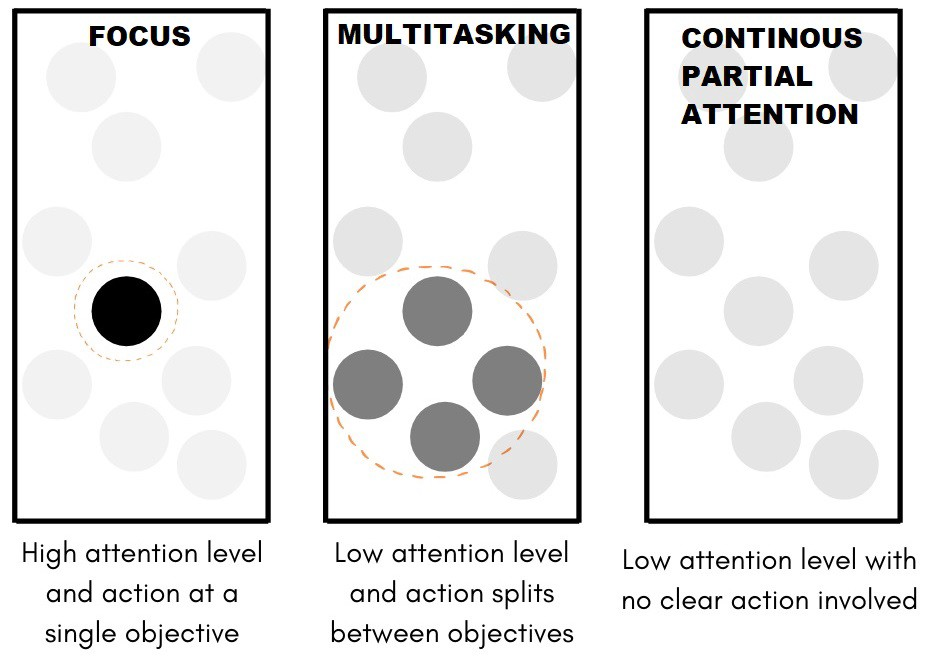 FOCUS
High attention level
and action at a
single objective
MULTITASKING
Low attention level
and action splits
between objectives
CONTINOUS
PARTIAL
ATTENTION
Low attention level with
no clear action involved